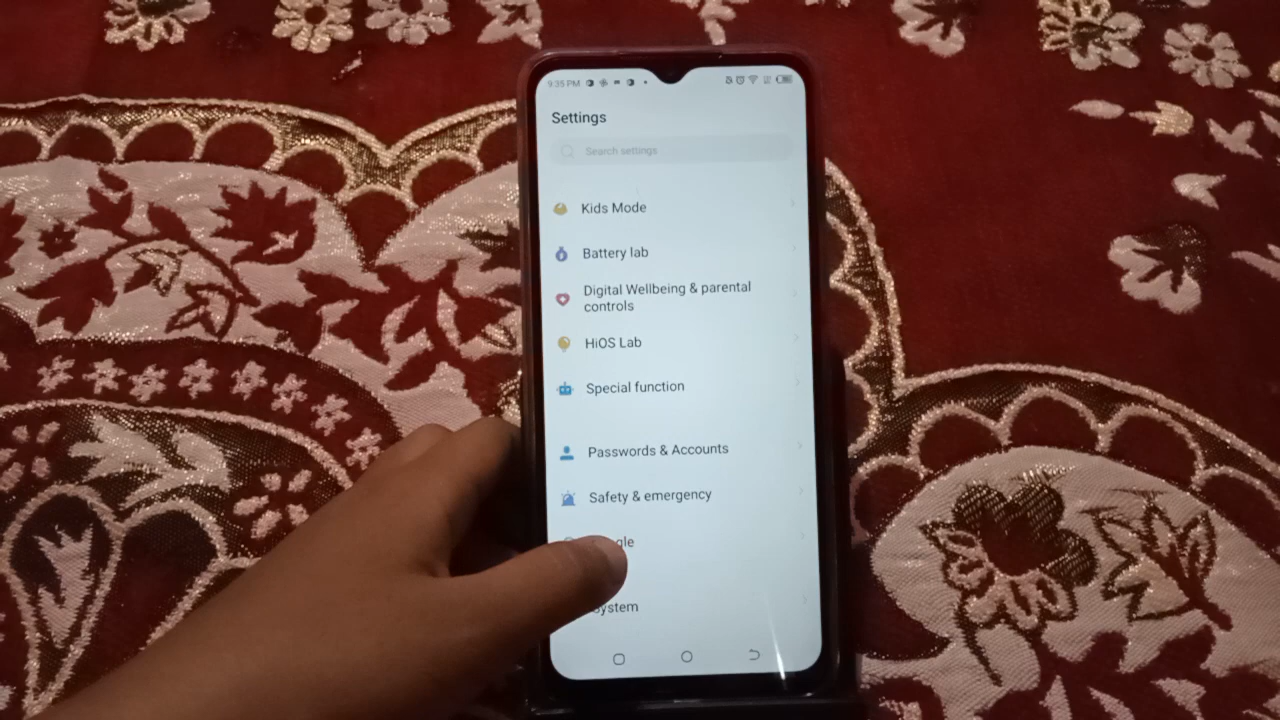 9:35 PM
Settings
Search settings
Kids Mode
Battery lab
Digital Wellbeing & parental
controls
HiOS Lab
Special function
Passwords & Accounts
Safety & emergency
gle
ystem